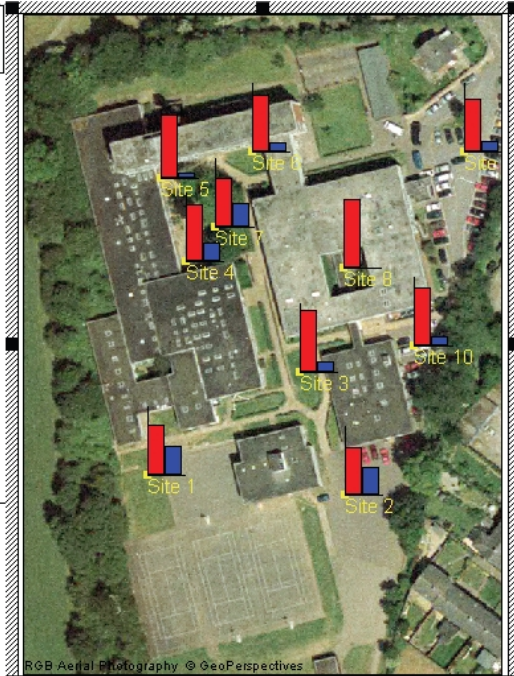 Site 6
Site
Site 5
Site 7
Site 4
Site 8
Site 10
Site 3
Site 1
Site 2
RGB Aerial Photography © GeoPerspectives